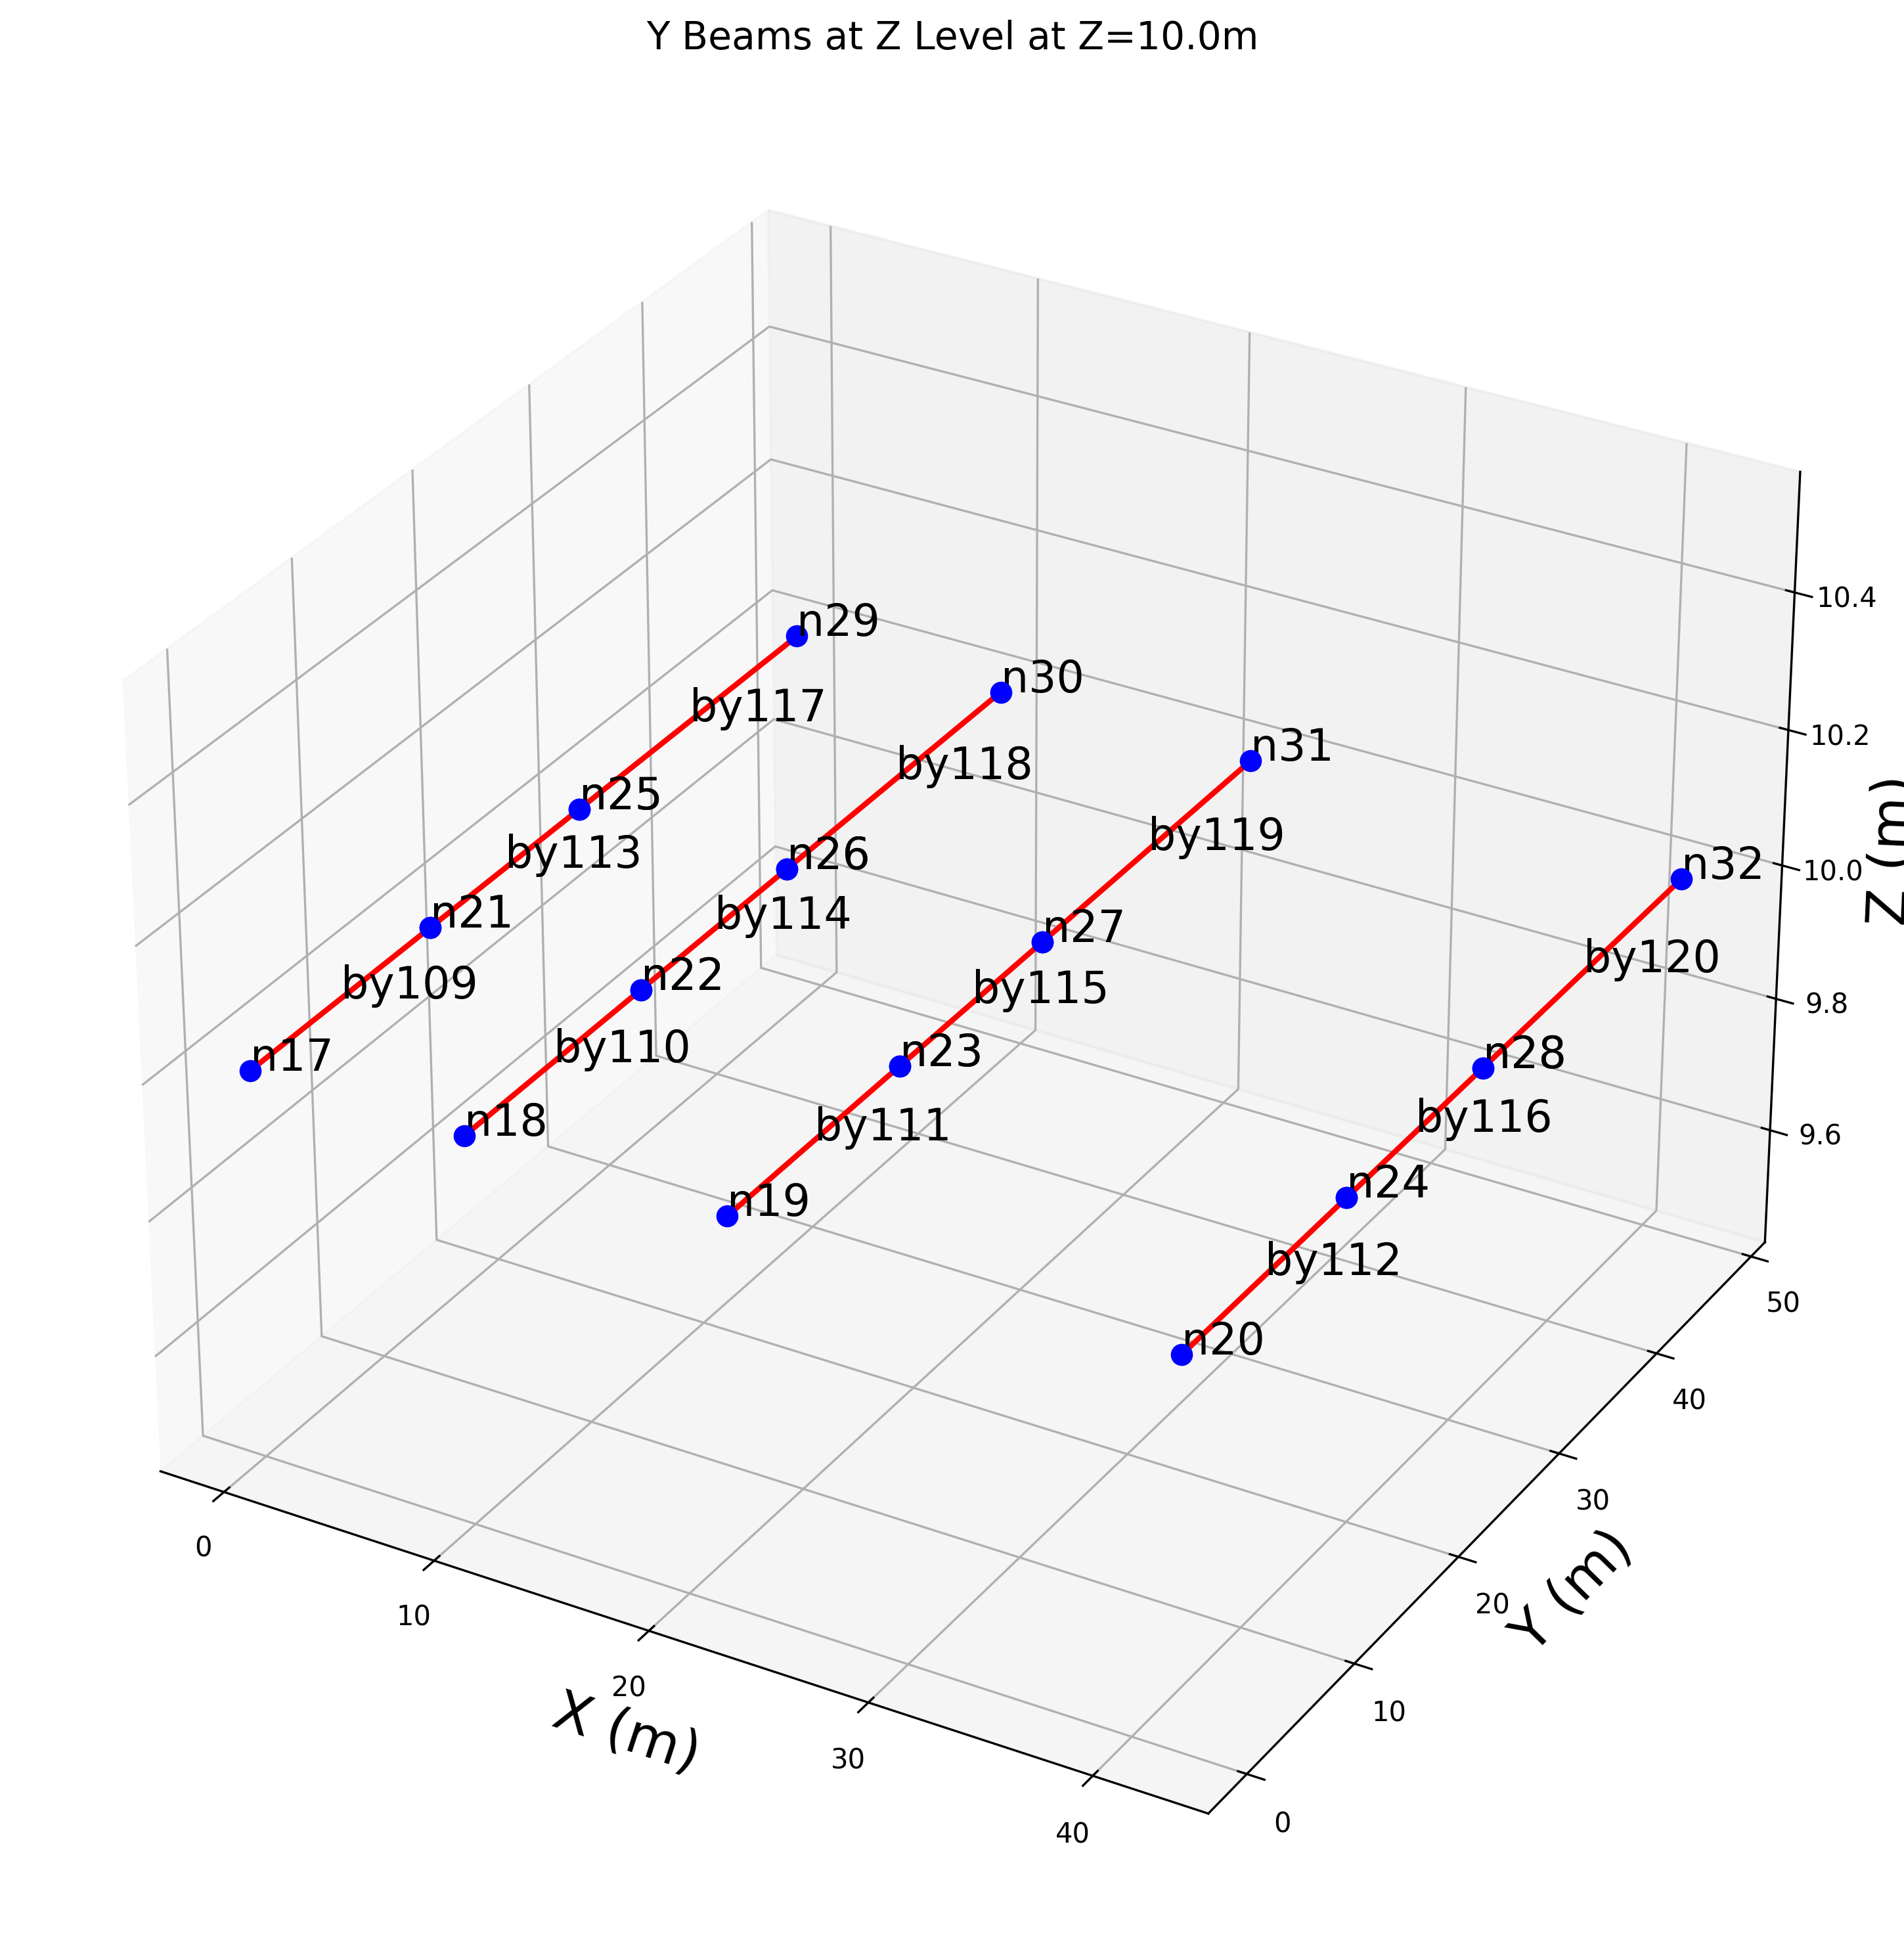 Y Beams at Z Level at Z=10.0m
10.4
n29
n30
by117
10.2
n31
by118
n25
by119
by113
n26
n32
10.0
Z (m)
n21
by114
n27
by120
by109
n22
by115
9.8
n17
by110
n23
n28
n18
by111
by116
9.6
n19
n24
by112
50
n20
40
30
0
20
Y (m)
10
20
10
X (m)
30
40
0